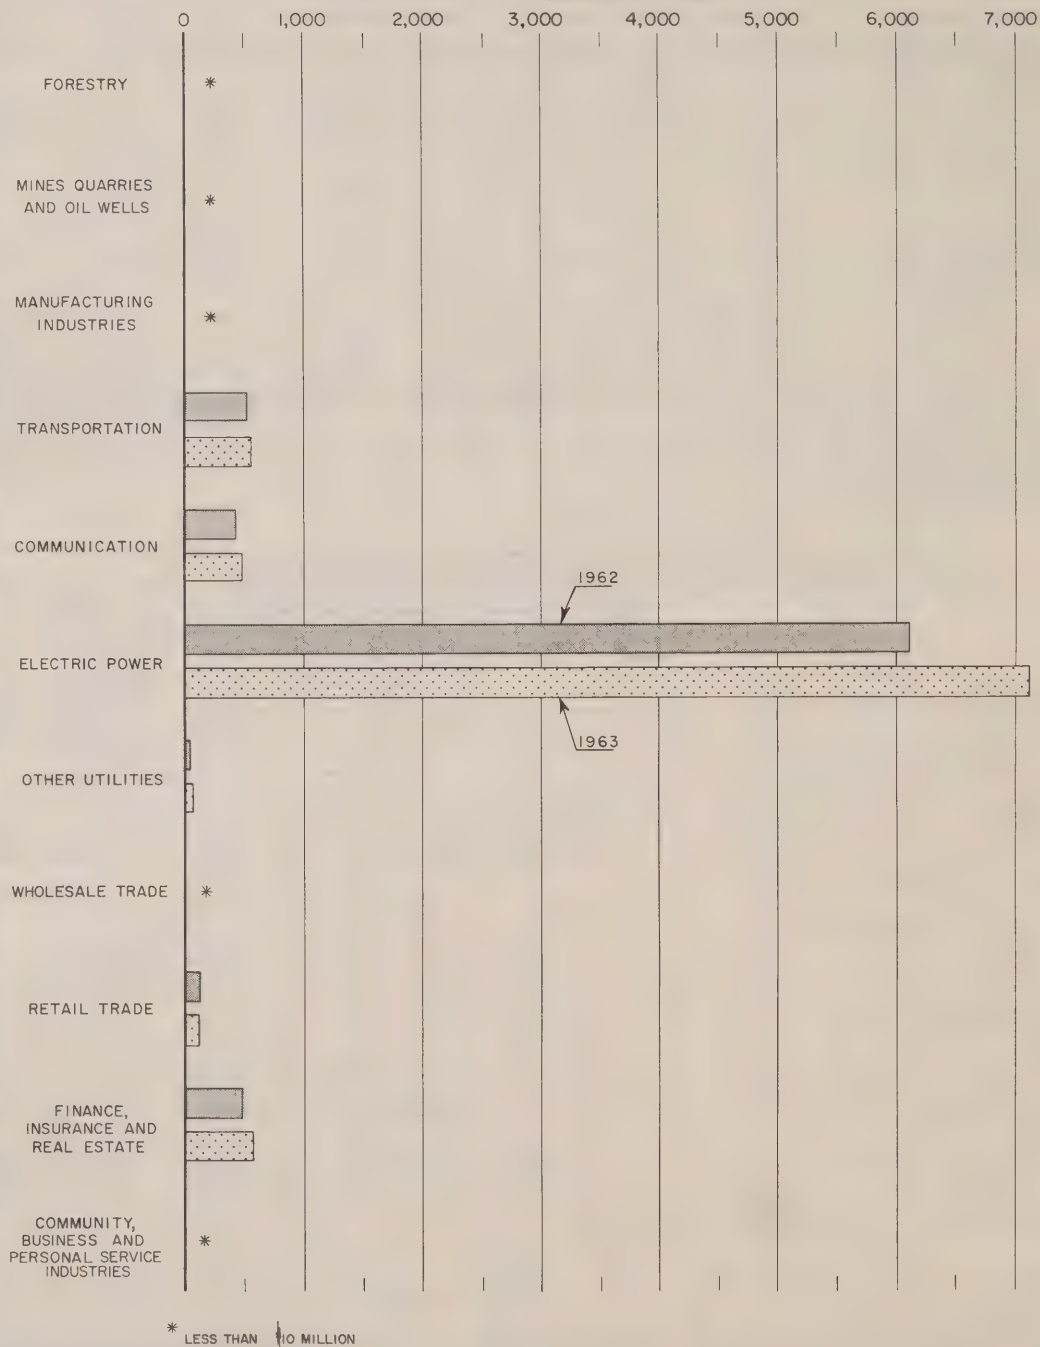 0 1,000 2,000 3,000 4,000 5,000 6,000 7,000
FORESTRY *
MINES QUARRIES
AND OIL WELLS *
MANUFACTURING
INDUSTRIES *
TRANSPORTATION
COMMUNICATION
1962
ELECTRIC POWER
1963
OTHER UTILITIES
WHOLESALE TRADE *
RETAIL TRADE
FINANCE,
INSURANCE AND
REAL ESTATE
COMMUNITY,
BUSINESS AND *
PERSONAL SERVICE
INDUSTRIES
* LESS THAN $10 MILLION